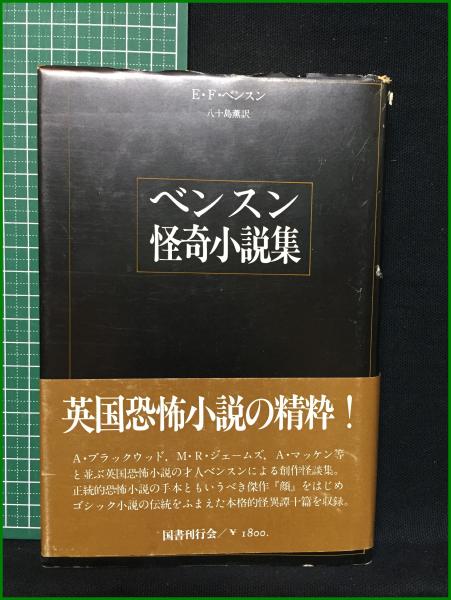 E・F・ベンスン
八十島薫訳
ベンスン
怪奇小説集
英国恐怖小説の精粋！
A・ブラックウッド, M・R・ジェームズ, A・マッケン等
と並ぶ英国恐怖小説の才人ベンスンによる創作怪談集。
正統的恐怖小説の手本ともいうべき傑作『顔』をはじめ
ゴシック小説の伝統をふまえた本格的怪異譚十篇を収録。
国書刊行会/￥1800.